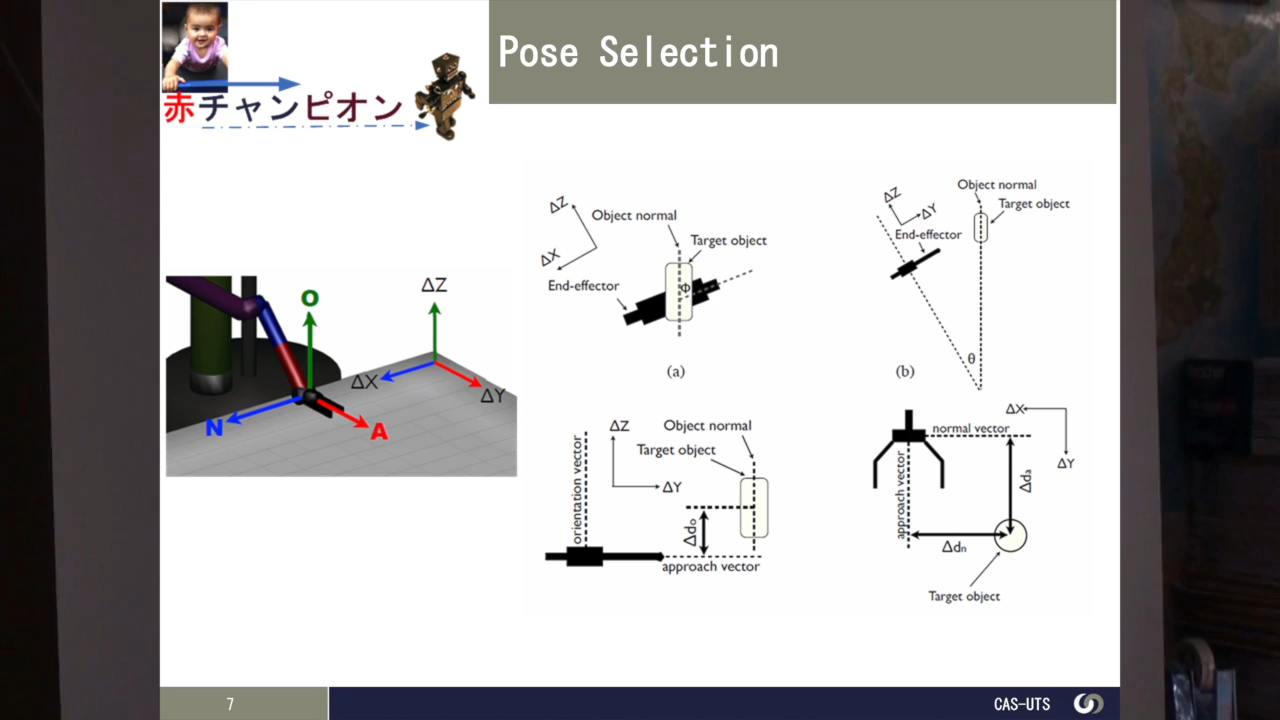 Pose Selection
赤チャンピオン
ΔZ
ΔX
Object normal
Target object
End-effector
Φ
(a)
ΔZ
ΔY
Object normal
Target object
End-effector
θ
(b)
O
N
A
ΔZ
ΔX
ΔY
orientation vector
ΔZ
ΔY
Object normal
Target object
Δdo
approach vector
ΔX
ΔY
normal vector
approach vector
Δda
Δdn
Target object
7
CAS-UTS